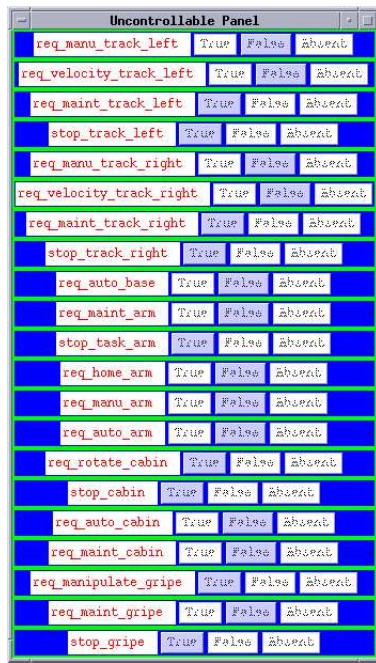 Uncontrollable Panel
req_manu_track_left True False Absent
req_velocity_track_left True False Absent
req_maint_track_left True False Absent
stop_track_left True False Absent
req_manu_track_right True False Absent
req_velocity_track_right True False Absent
req_maint_track_right True False Absent
stop_track_right True False Absent
req_auto_base True False Absent
req_maint_arm True False Absent
stop_task_arm True False Absent
req_home_arm True False Absent
req_manu_arm True False Absent
req_auto_arm True False Absent
req_rotate_cabin True False Absent
stop_cabin True False Absent
req_auto_cabin True False Absent
req_maint_cabin True False Absent
req_manipulate_gripe True False Absent
req_maint_gripe True False Absent
stop_gripe True False Absent